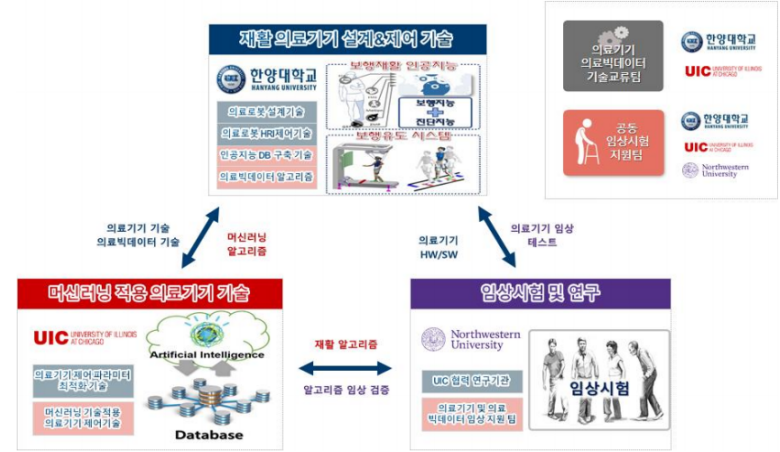 재활 의료기기 설계&제어 기술
한양대학교
HANYANG UNIVERSITY
의료로봇 설계기술
의료로봇 HRI제어기술
인공지능 DB 구축 기술
의료빅데이터 알고리즘
보행재활 인공지능
보행지능
진단지능
보행유도 시스템
의료기기
의료빅데이터
기술교류팀
한양대학교
HANYANG UNIVERSITY
UIC UNIVERSITY OF ILLINOIS
AT CHICAGO
공동
임상시험
지원팀
한양대학교
HANYANG UNIVERSITY
UIC UNIVERSITY OF ILLINOIS
AT CHICAGO
Northwestern
University
의료기기 기술
의료빅데이터 기술
머신러닝
알고리즘
의료기기
HW/SW
의료기기 임상
테스트
머신러닝 적용 의료기기 기술
UIC UNIVERSITY OF ILLINOIS
AT CHICAGO
의료기기 제어 파라미터
최적화 기술
머신러닝 기술적용
의료기기 제어기술
Artificial Intelligence
Database
재활 알고리즘
알고리즘 임상 검증
임상시험 및 연구
Northwestern
University
UIC 협력 연구기관
의료기기 및 의료
빅데이터 임상 지원 팀
임상시험